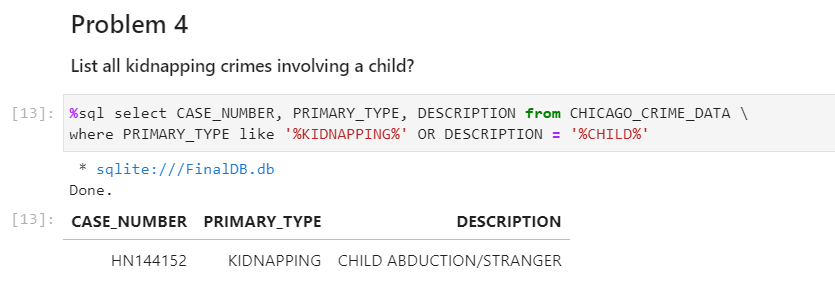 Problem 4
List all kidnapping crimes involving a child?
[13]: %sql select CASE_NUMBER, PRIMARY_TYPE, DESCRIPTION from CHICAGO_CRIME_DATA \
where PRIMARY_TYPE like '%KIDNAPPING%' OR DESCRIPTION = '%CHILD%'
* sqlite:///FinalDB.db
Done.
[13]: CASE_NUMBER PRIMARY_TYPE DESCRIPTION
HN144152 KIDNAPPING CHILD ABDUCTION/STRANGER